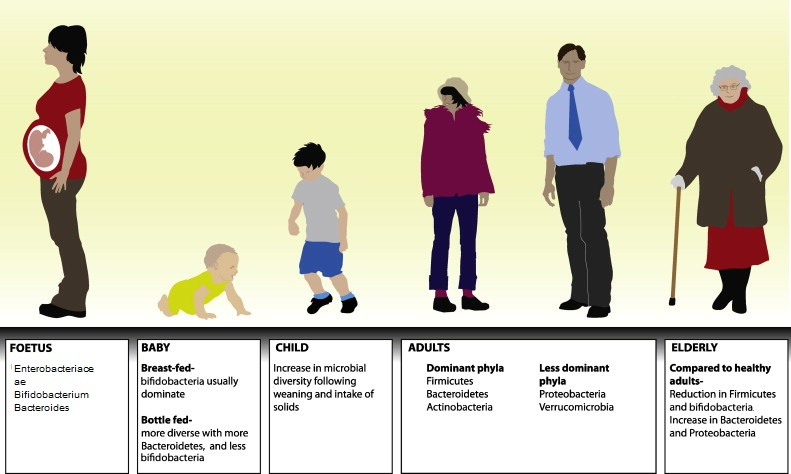 FOETUS
Enterobacteriace
ae
Bifidobacterium
Bacteroides
BABY
Breast-fed-
bifidobacteria usually
dominate
Bottle fed-
more diverse with more
Bacteroidetes, and less
bifidobacteria
CHILD
Increase in microbial
diversity following
weaning and intake of
solids
ADULTS
Dominant phyla
Firmicutes
Bacteroidetes
Actinobacteria
Less dominant
phyla
Proteobacteria
Verrucomicrobia
ELDERLY
Compared to healthy
adults-
Reduction in Firmicutes
and bifidobacteria.
Increase in Bacteroidetes
and Proteobacteria